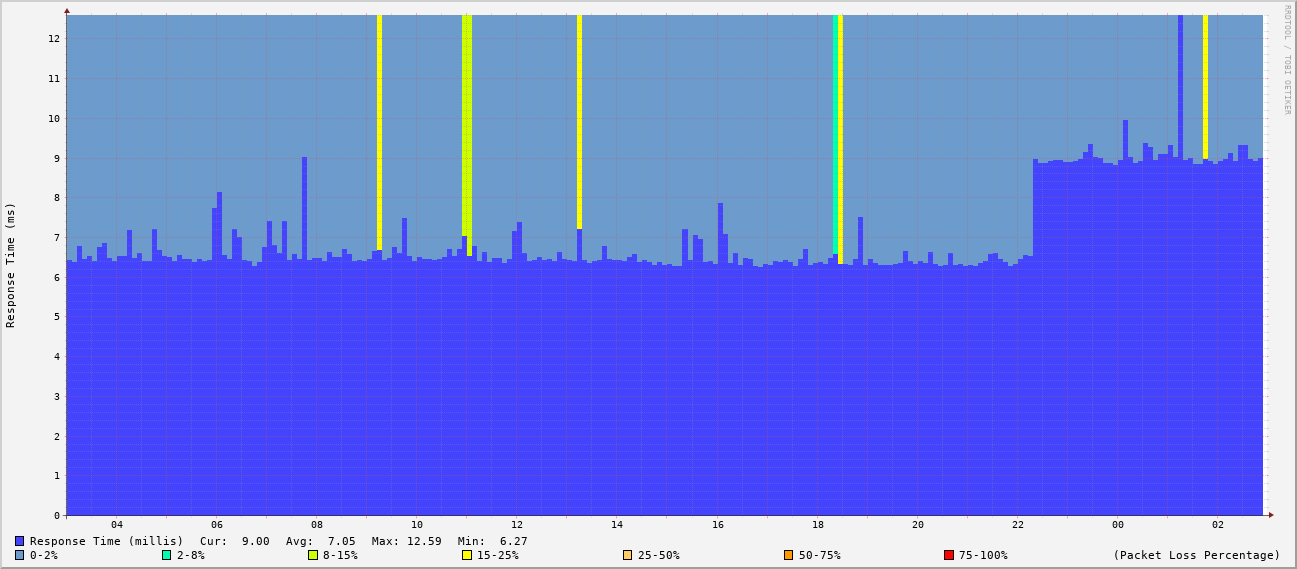 RRDTOOL / TOBI OETIKER
Response Time (ms)
12
11
10
9
8
7
6
5
4
3
2
1
0
04 06 08 10 12 14 16 18 20 22 00 02
Response Time (millis) Cur: 9.00 Avg: 7.05 Max: 12.59 Min: 6.27
0-2% 2-8% 8-15% 15-25% 25-50% 50-75% 75-100% (Packet Loss Percentage)